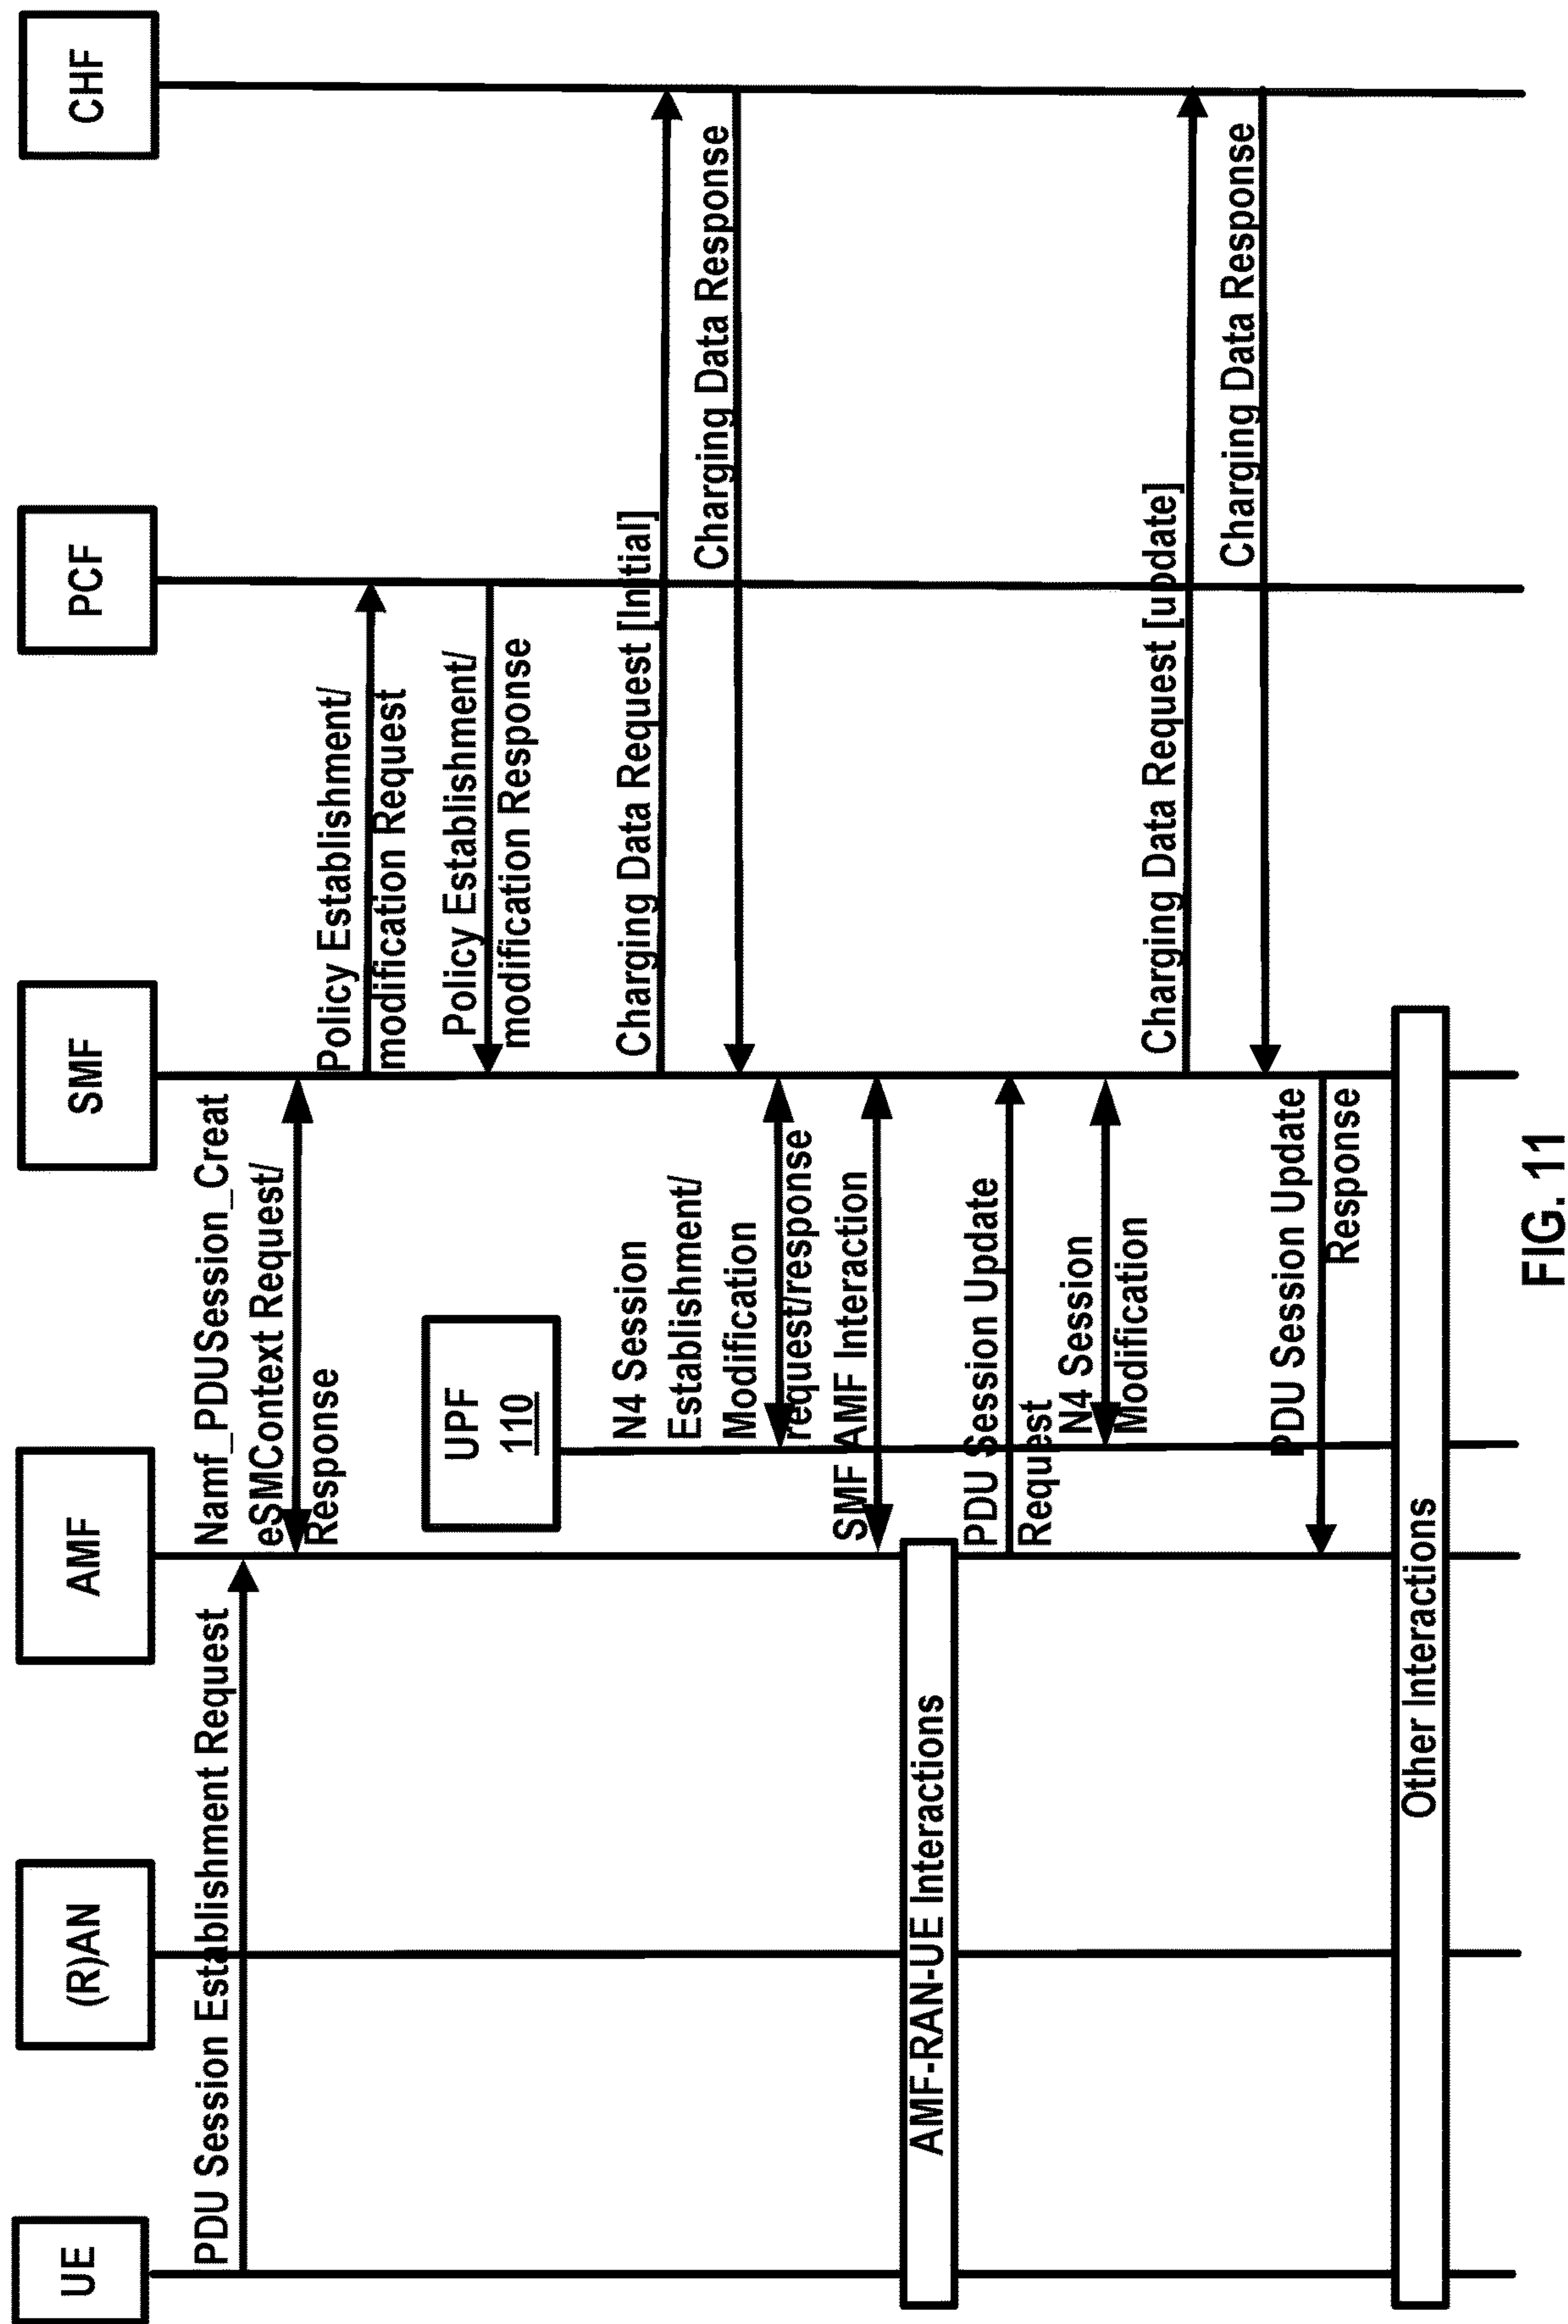 UE
(R)AN
AMF
SMF
PCF
CHF
PDU Session Establishment Request
Namf_PDUSession_Creat
eSMContext Request/
Response
Policy Establishment/
modification Request
UPF
110
Policy Establishment/
modification Response
N4 Session
Establishment/
Modification
request/response
Charging Data Request [Initial]
Charging Data Response
SMF AMF Interaction
AMF-RAN-UE Interactions
PDU Session Update
Request
N4 Session
Modification
Charging Data Request [update]
Charging Data Response
PDU Session Update
Response
Other Interactions
FIG. 11